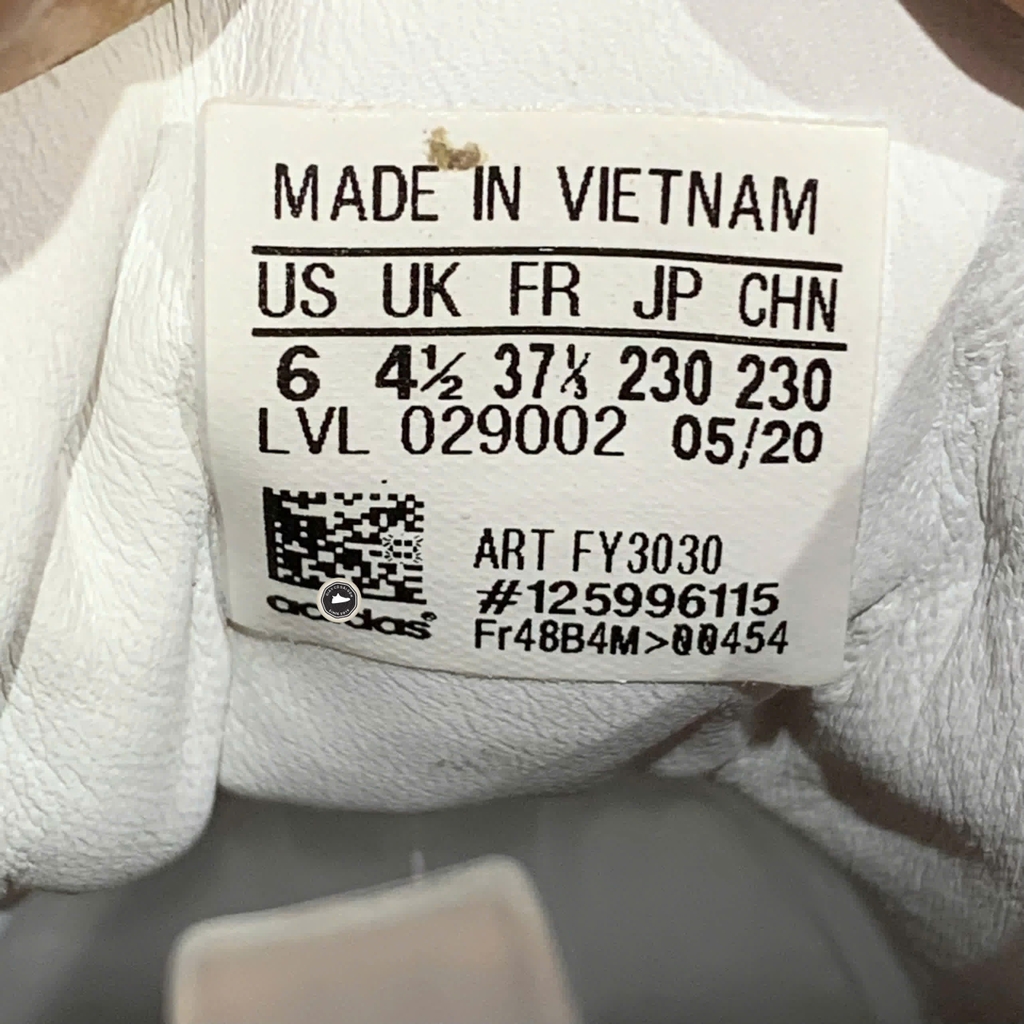 MADE IN VIETNAM
US UK FR JP CHN
6 4½ 37⅓ 230 230
LVL 029002 05/20
ART FY3030
#125996115
adidas®
Fr48B4M>00454